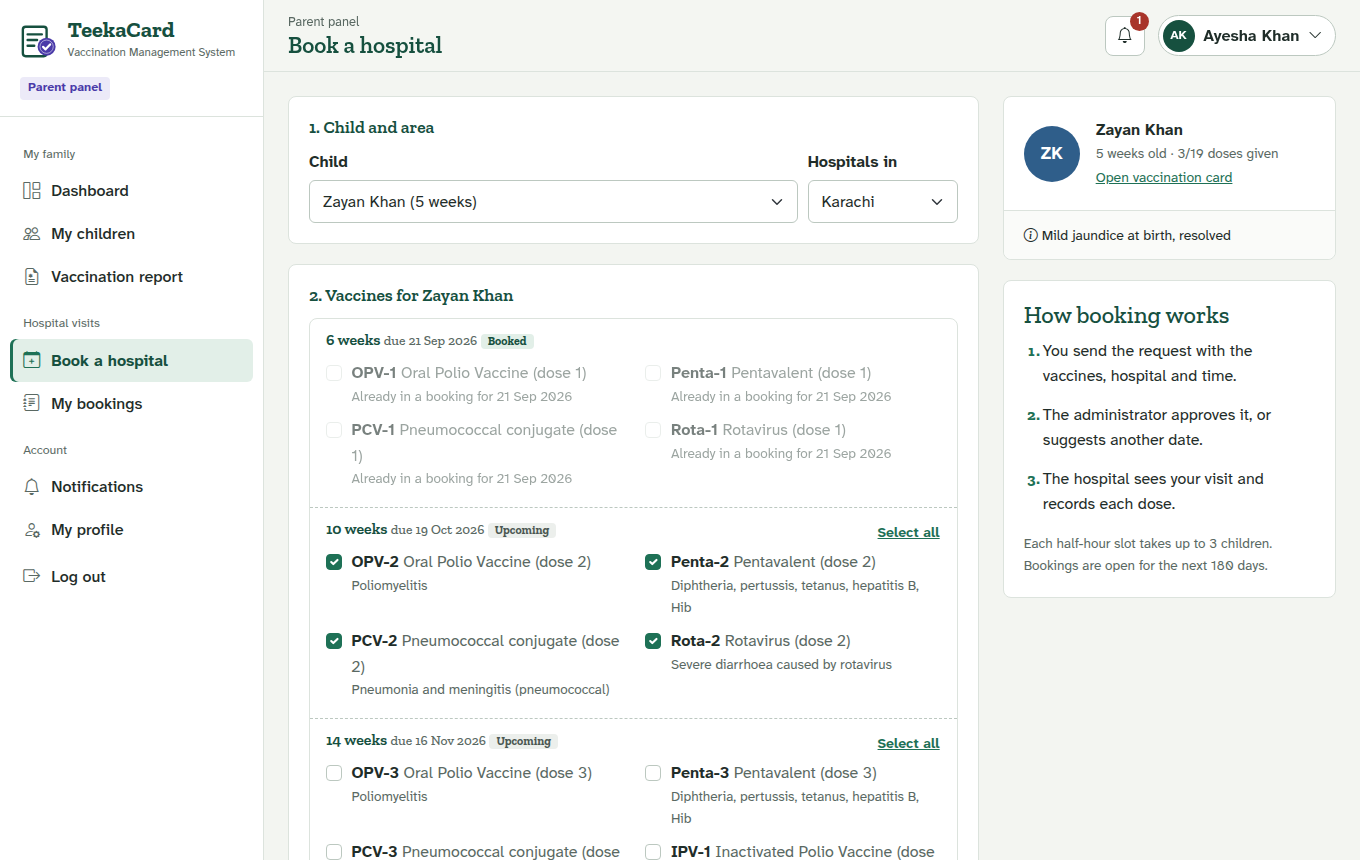 TeekaCard
Vaccination Management System
Parent panel
My family
Dashboard
My children
Vaccination report
Hospital visits
Book a hospital
My bookings
Account
Notifications
My profile
Log out
Parent panel
Book a hospital
1
AK
Ayesha Khan
1. Child and area
Child
Hospitals in
Zayan Khan (5 weeks)
Karachi
2. Vaccines for Zayan Khan
6 weeks due 21 Sep 2026 Booked
OPV-1 Oral Polio Vaccine (dose 1)
Already in a booking for 21 Sep 2026
Penta-1 Pentavalent (dose 1)
Already in a booking for 21 Sep 2026
PCV-1 Pneumococcal conjugate (dose
1)
Already in a booking for 21 Sep 2026
Rota-1 Rotavirus (dose 1)
Already in a booking for 21 Sep 2026
10 weeks due 19 Oct 2026 Upcoming
Select all
OPV-2 Oral Polio Vaccine (dose 2)
Poliomyelitis
Penta-2 Pentavalent (dose 2)
Diphtheria, pertussis, tetanus, hepatitis B,
Hib
PCV-2 Pneumococcal conjugate (dose
2)
Pneumonia and meningitis (pneumococcal)
Rota-2 Rotavirus (dose 2)
Severe diarrhoea caused by rotavirus
14 weeks due 16 Nov 2026 Upcoming
Select all
OPV-3 Oral Polio Vaccine (dose 3)
Poliomyelitis
Penta-3 Pentavalent (dose 3)
Diphtheria, pertussis, tetanus, hepatitis B,
Hib
PCV-3 Pneumococcal conjugate (dose
IPV-1 Inactivated Polio Vaccine (dose
ZK
Zayan Khan
5 weeks old · 3/19 doses given
Open vaccination card
Mild jaundice at birth, resolved
How booking works
1. You send the request with the
vaccines, hospital and time.
2. The administrator approves it, or
suggests another date.
3. The hospital sees your visit and
records each dose.
Each half-hour slot takes up to 3 children.
Bookings are open for the next 180 days.